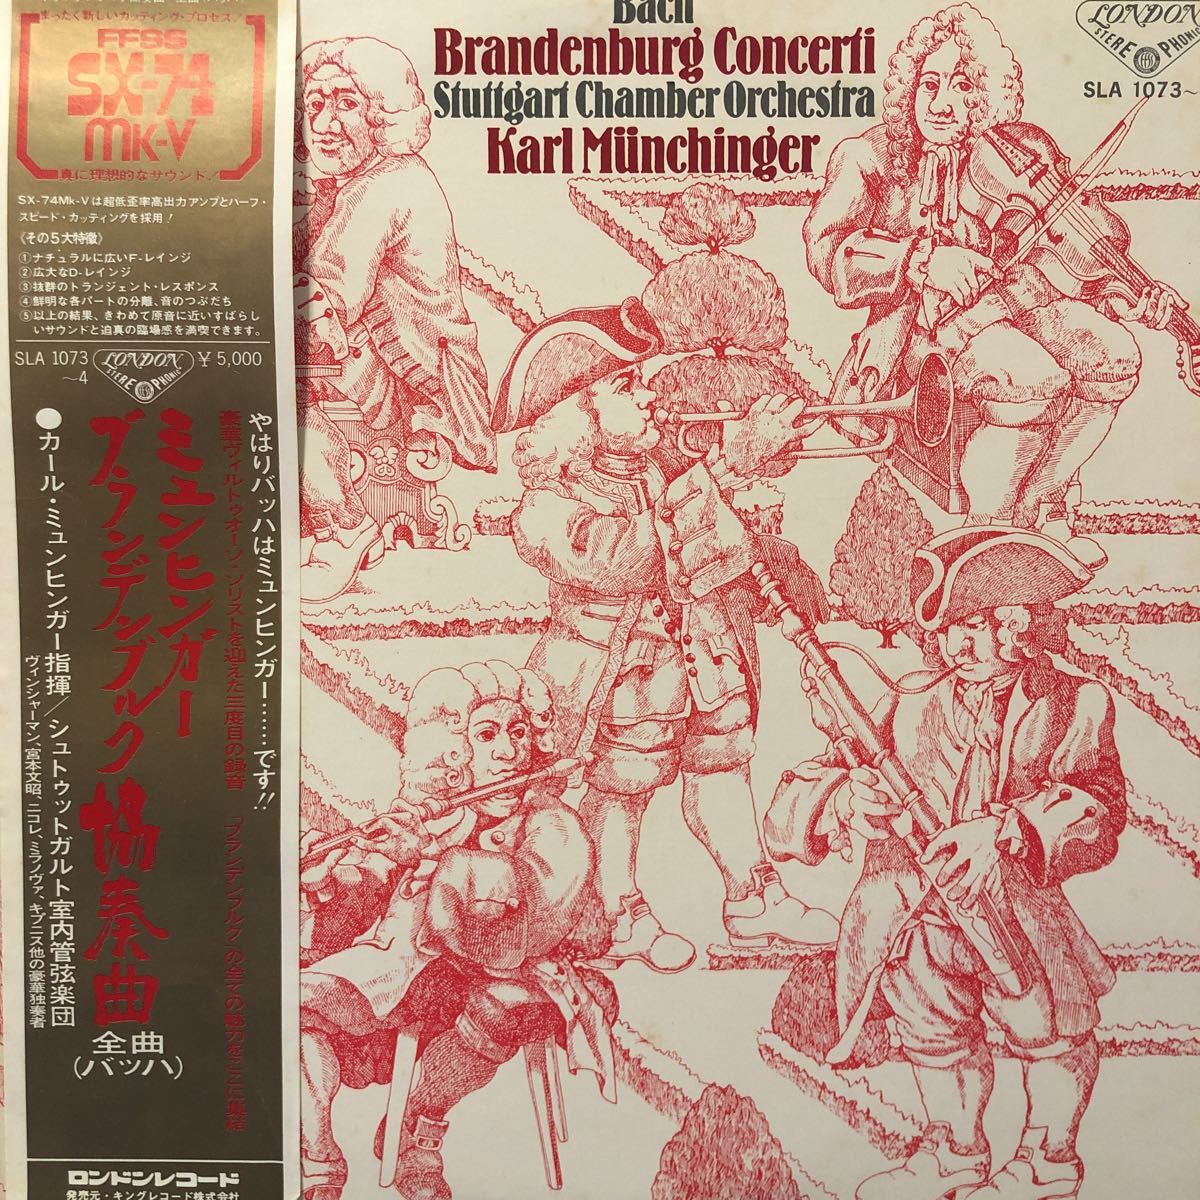 まったく新しいカッティング・プロセス!
FFSS
SX-74
MK-V
真に理想的なサウンド!
SX-74Mk-Vは超低歪率高出力アンプとハーフ・
スピード・カッティングを採用!
《その5大特徴》
①ナチュラルに広いF-レインジ
②広大なD-レインジ
③抜群のトランジェント・レスポンス
④鮮明な各パートの分離、音のつぶだち
⑤以上の結果、きわめて原音に近いすばらし
いサウンドと迫真の臨場感を満喫できます。
SLA 1073
~4
LONDON
STEREOPHONIC
¥5,000
やはりバッハはミュンヒンガー……です!!
豪華ヴィルトゥオーソ・ソリストを迎えた三度目の録音 「ブランデンブルク」の全ての魅力をここに集結
ミュンヒンガー
ブランデンブルク協奏曲
全曲
(バッハ)
●カール・ミュンヒンガー指揮/シュトゥットガルト室内管弦楽団
ヴィンシャーマン、宮本文昭、ニコレ、ミラノヴァ、キプニス他の豪華独奏者
ロンドンレコード
発売元・キングレコード株式会社
Bach
Brandenburg Concerti
Stuttgart Chamber Orchestra
Karl Münchinger
LONDON
STEREOPHONIC
SLA 1073~